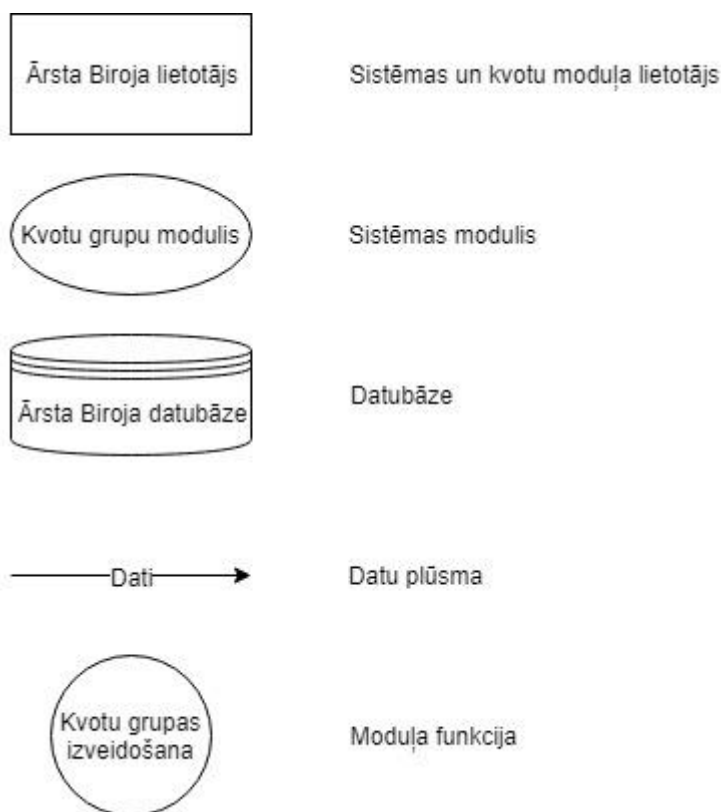 Ārsta Biroja lietotājs
Sistēmas un kvotu moduļa lietotājs
Kvotu grupu modulis
Sistēmas modulis
Ārsta Biroja datubāze
Datubāze
Dati
Datu plūsma
Kvotu grupas
izveidošana
Moduļa funkcija